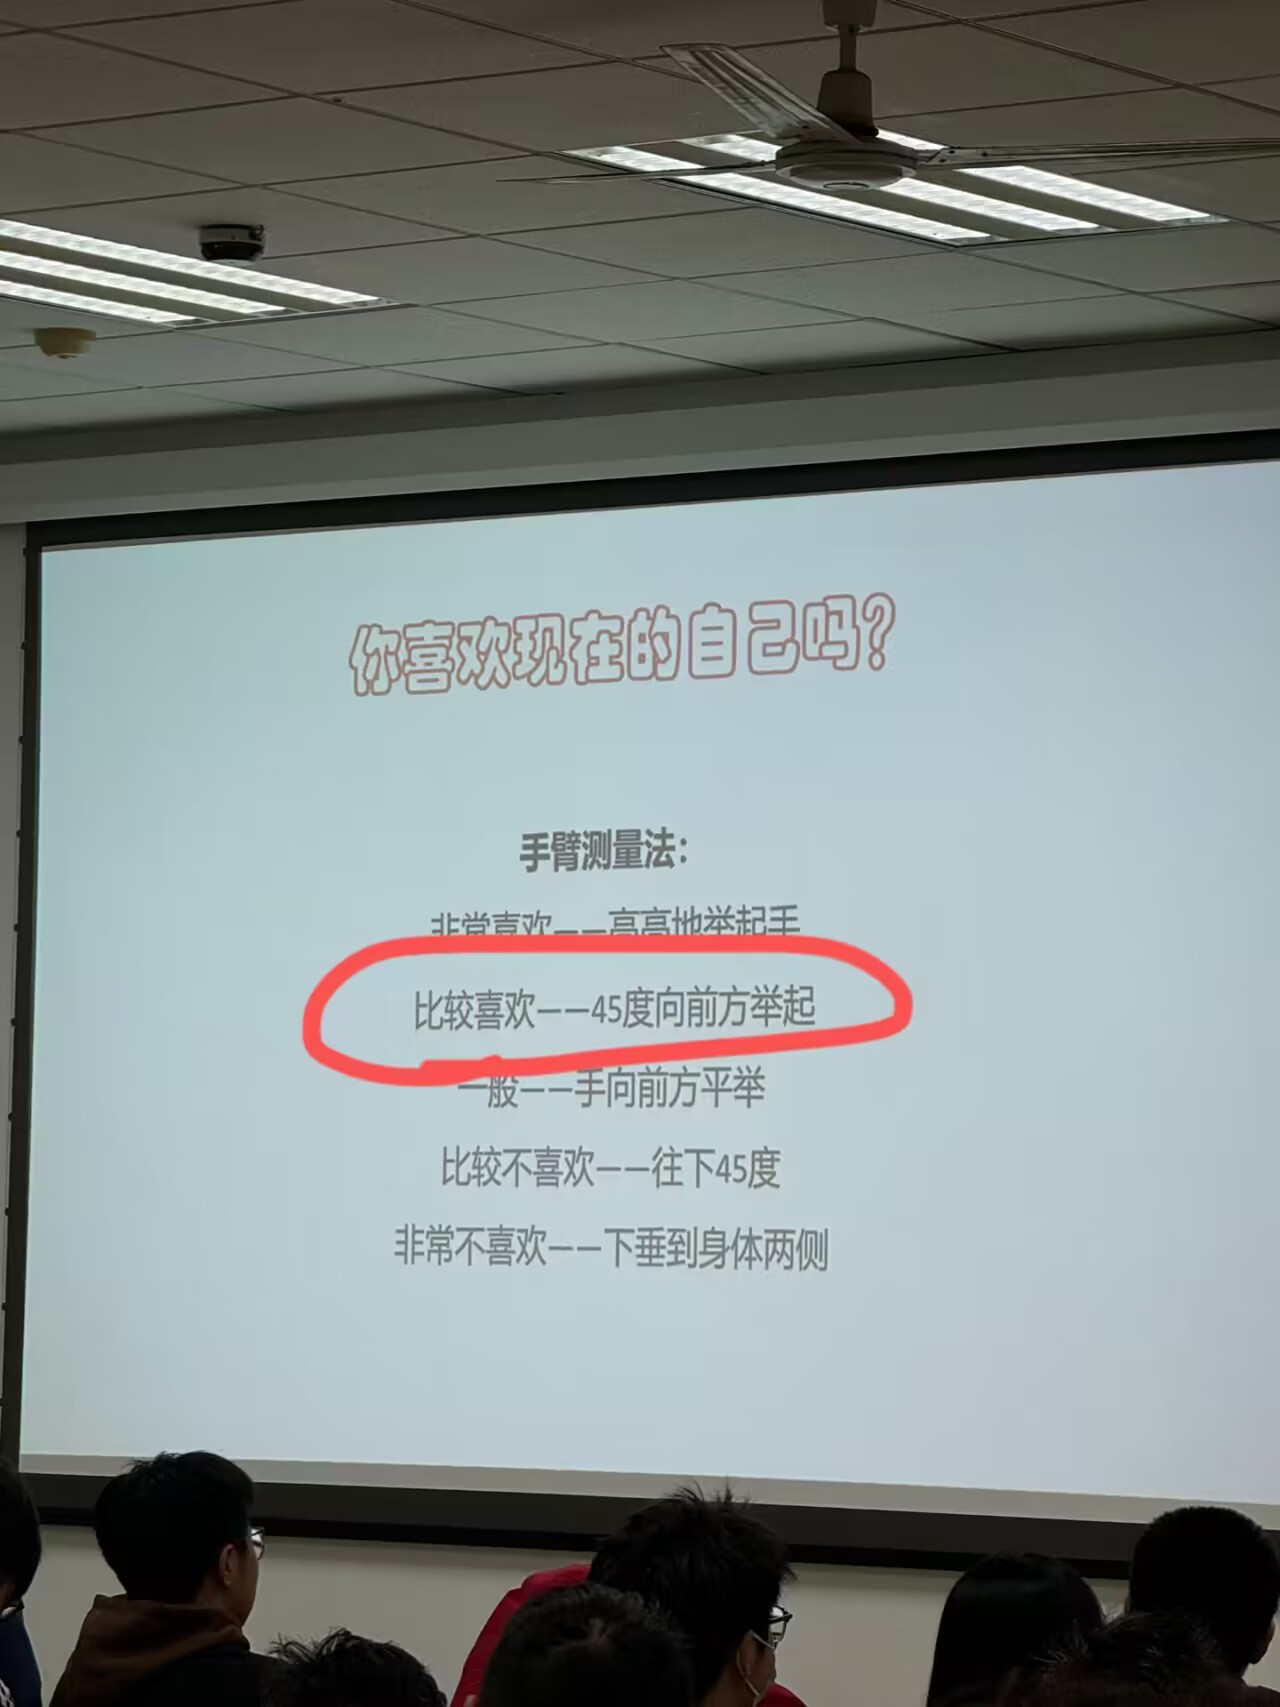 你喜欢现在的自己吗?
手臂测量法：
非常喜欢——高高地举起手
比较喜欢——45度向前方举起
一般——手向前方平举
比较不喜欢——往下45度
非常不喜欢——下垂到身体两侧